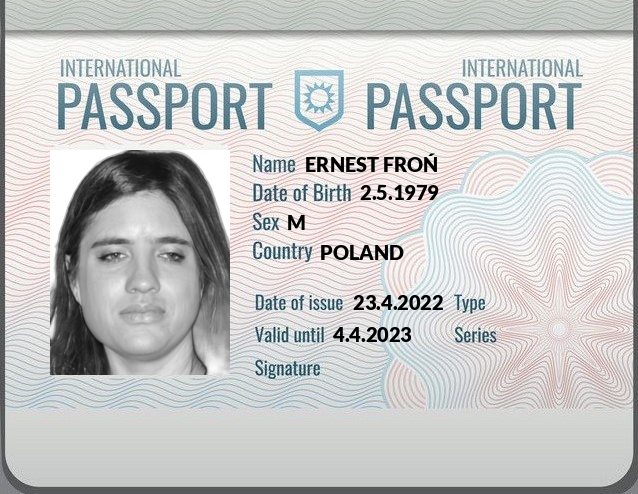 INTERNATIONAL INTERNATIONAL
PASSPORT PASSPORT
Name ERNEST FROŃ
Date of Birth 2.5.1979
Sex M
Country POLAND
Date of issue 23.4.2022 Type
Valid until 4.4.2023 Series
Signature